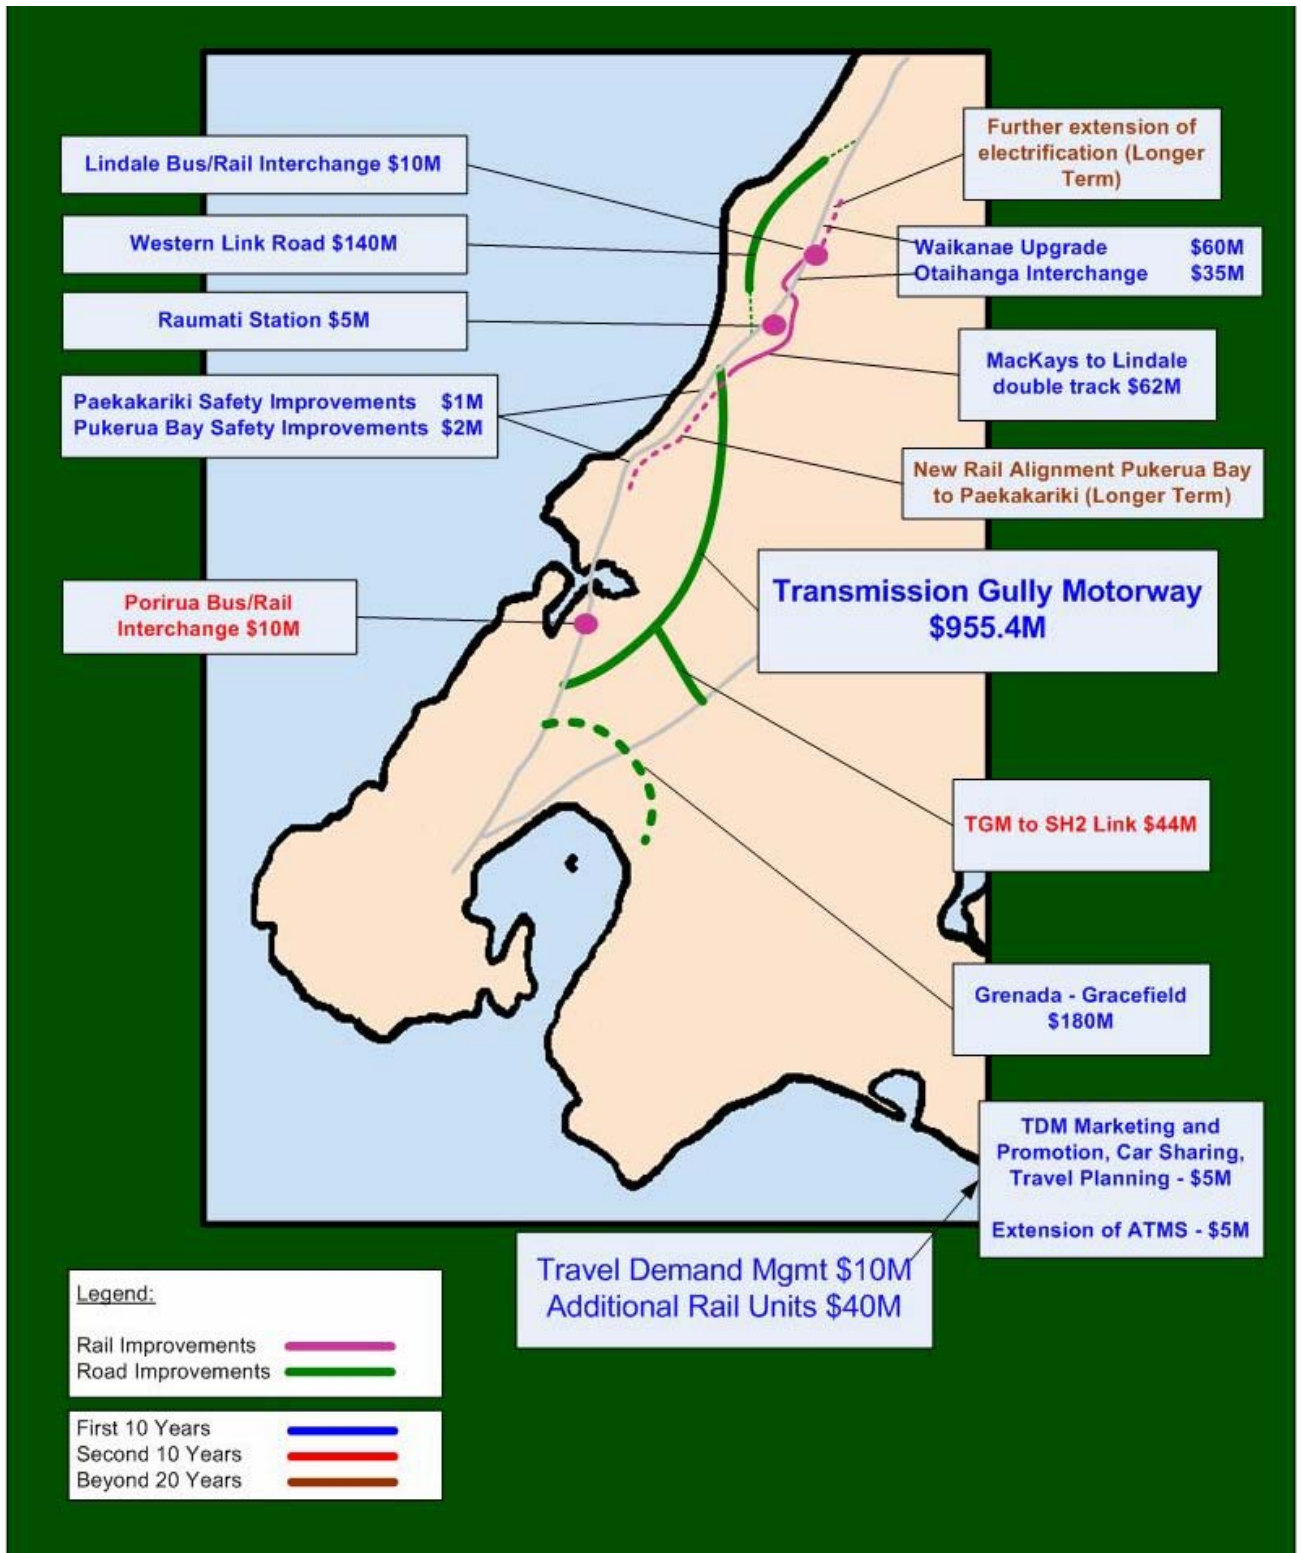 Lindale Bus/Rail Interchange $10M
Western Link Road $140M
Raumati Station $5M
Paekakariki Safety Improvements $1M
Pukerua Bay Safety Improvements $2M
Porirua Bus/Rail
Interchange $10M
Further extension of
electrification (Longer
Term)
Waikanae Upgrade $60M
Otaihanga Interchange $35M
MacKays to Lindale
double track $62M
New Rail Alignment Pukerua Bay
to Paekakariki (Longer Term)
Transmission Gully Motorway
$955.4M
TGM to SH2 Link $44M
Grenada - Gracefield
$180M
TDM Marketing and
Promotion, Car Sharing,
Travel Planning - $5M
Extension of ATMS - $5M
Travel Demand Mgmt $10M
Additional Rail Units $40M
Legend:
Rail Improvements
Road Improvements
First 10 Years
Second 10 Years
Beyond 20 Years